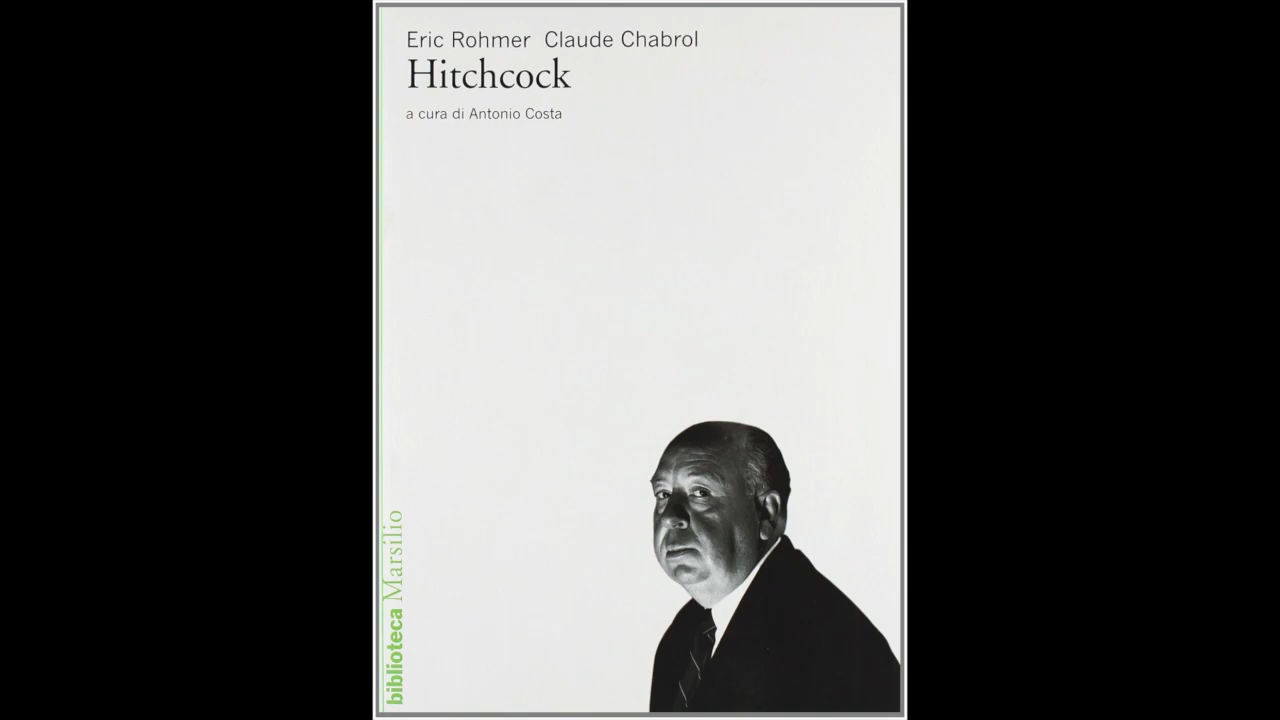 Eric Rohmer Claude Chabrol
Hitchcock
a cura di Antonio Costa
biblioteca Marsilio